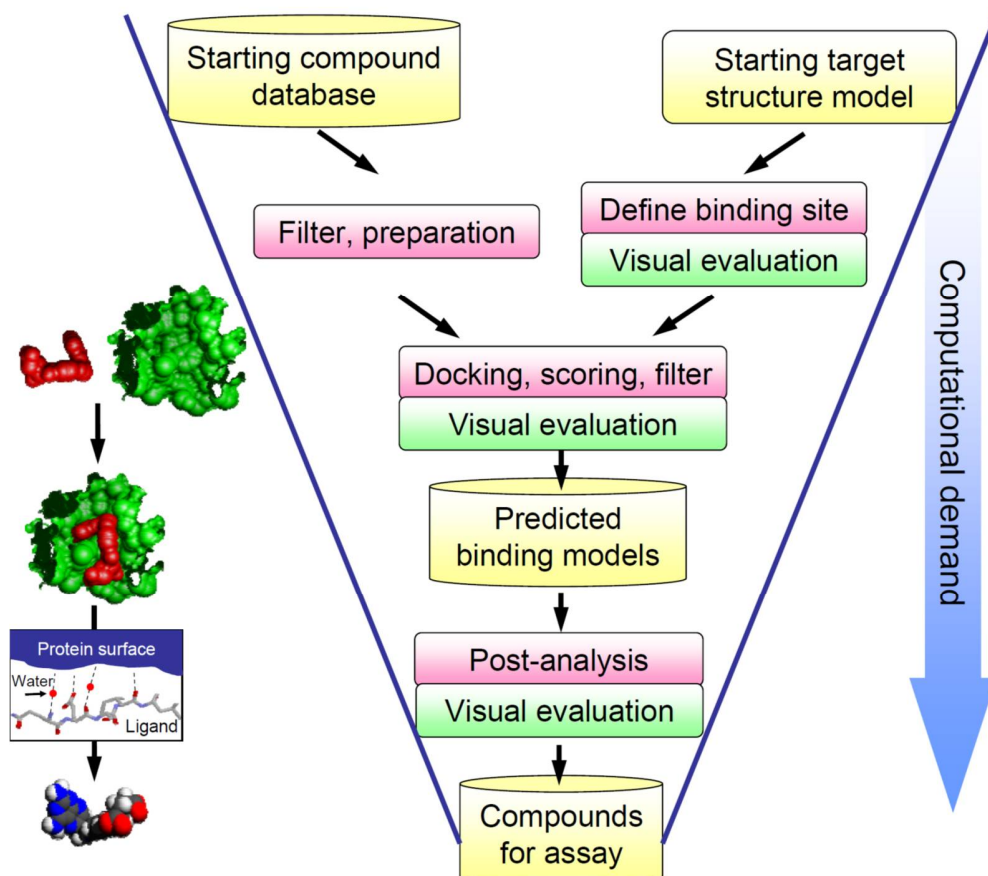 Starting compound
database
Starting target
structure model
Filter, preparation
Define binding site
Visual evaluation
Docking, scoring, filter
Visual evaluation
Predicted
binding models
Post-analysis
Visual evaluation
Compounds
for assay
Computational demand
Protein surface
Water
Ligand